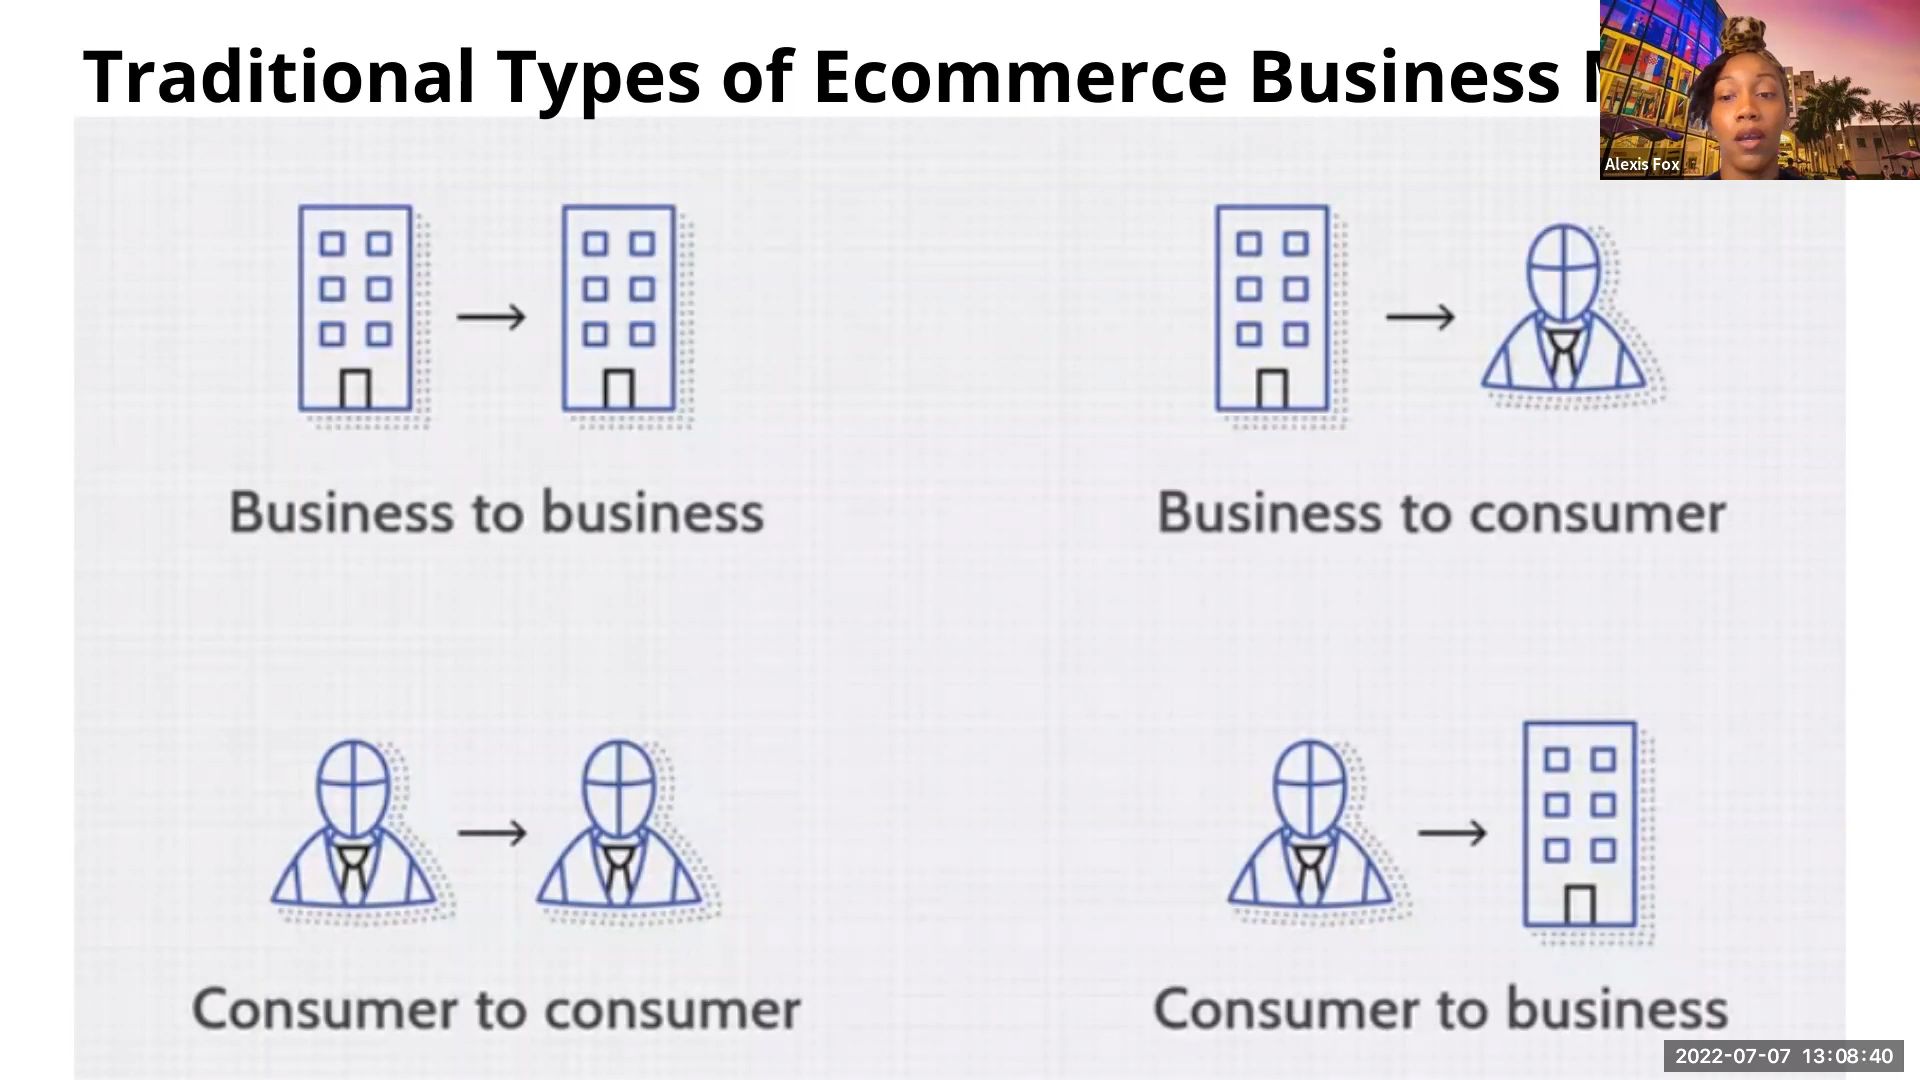 Traditional Types of Ecommerce Business
Alexis Fox
Business to business
Business to consumer
Consumer to consumer
Consumer to business
2022-07-07 13:08:40